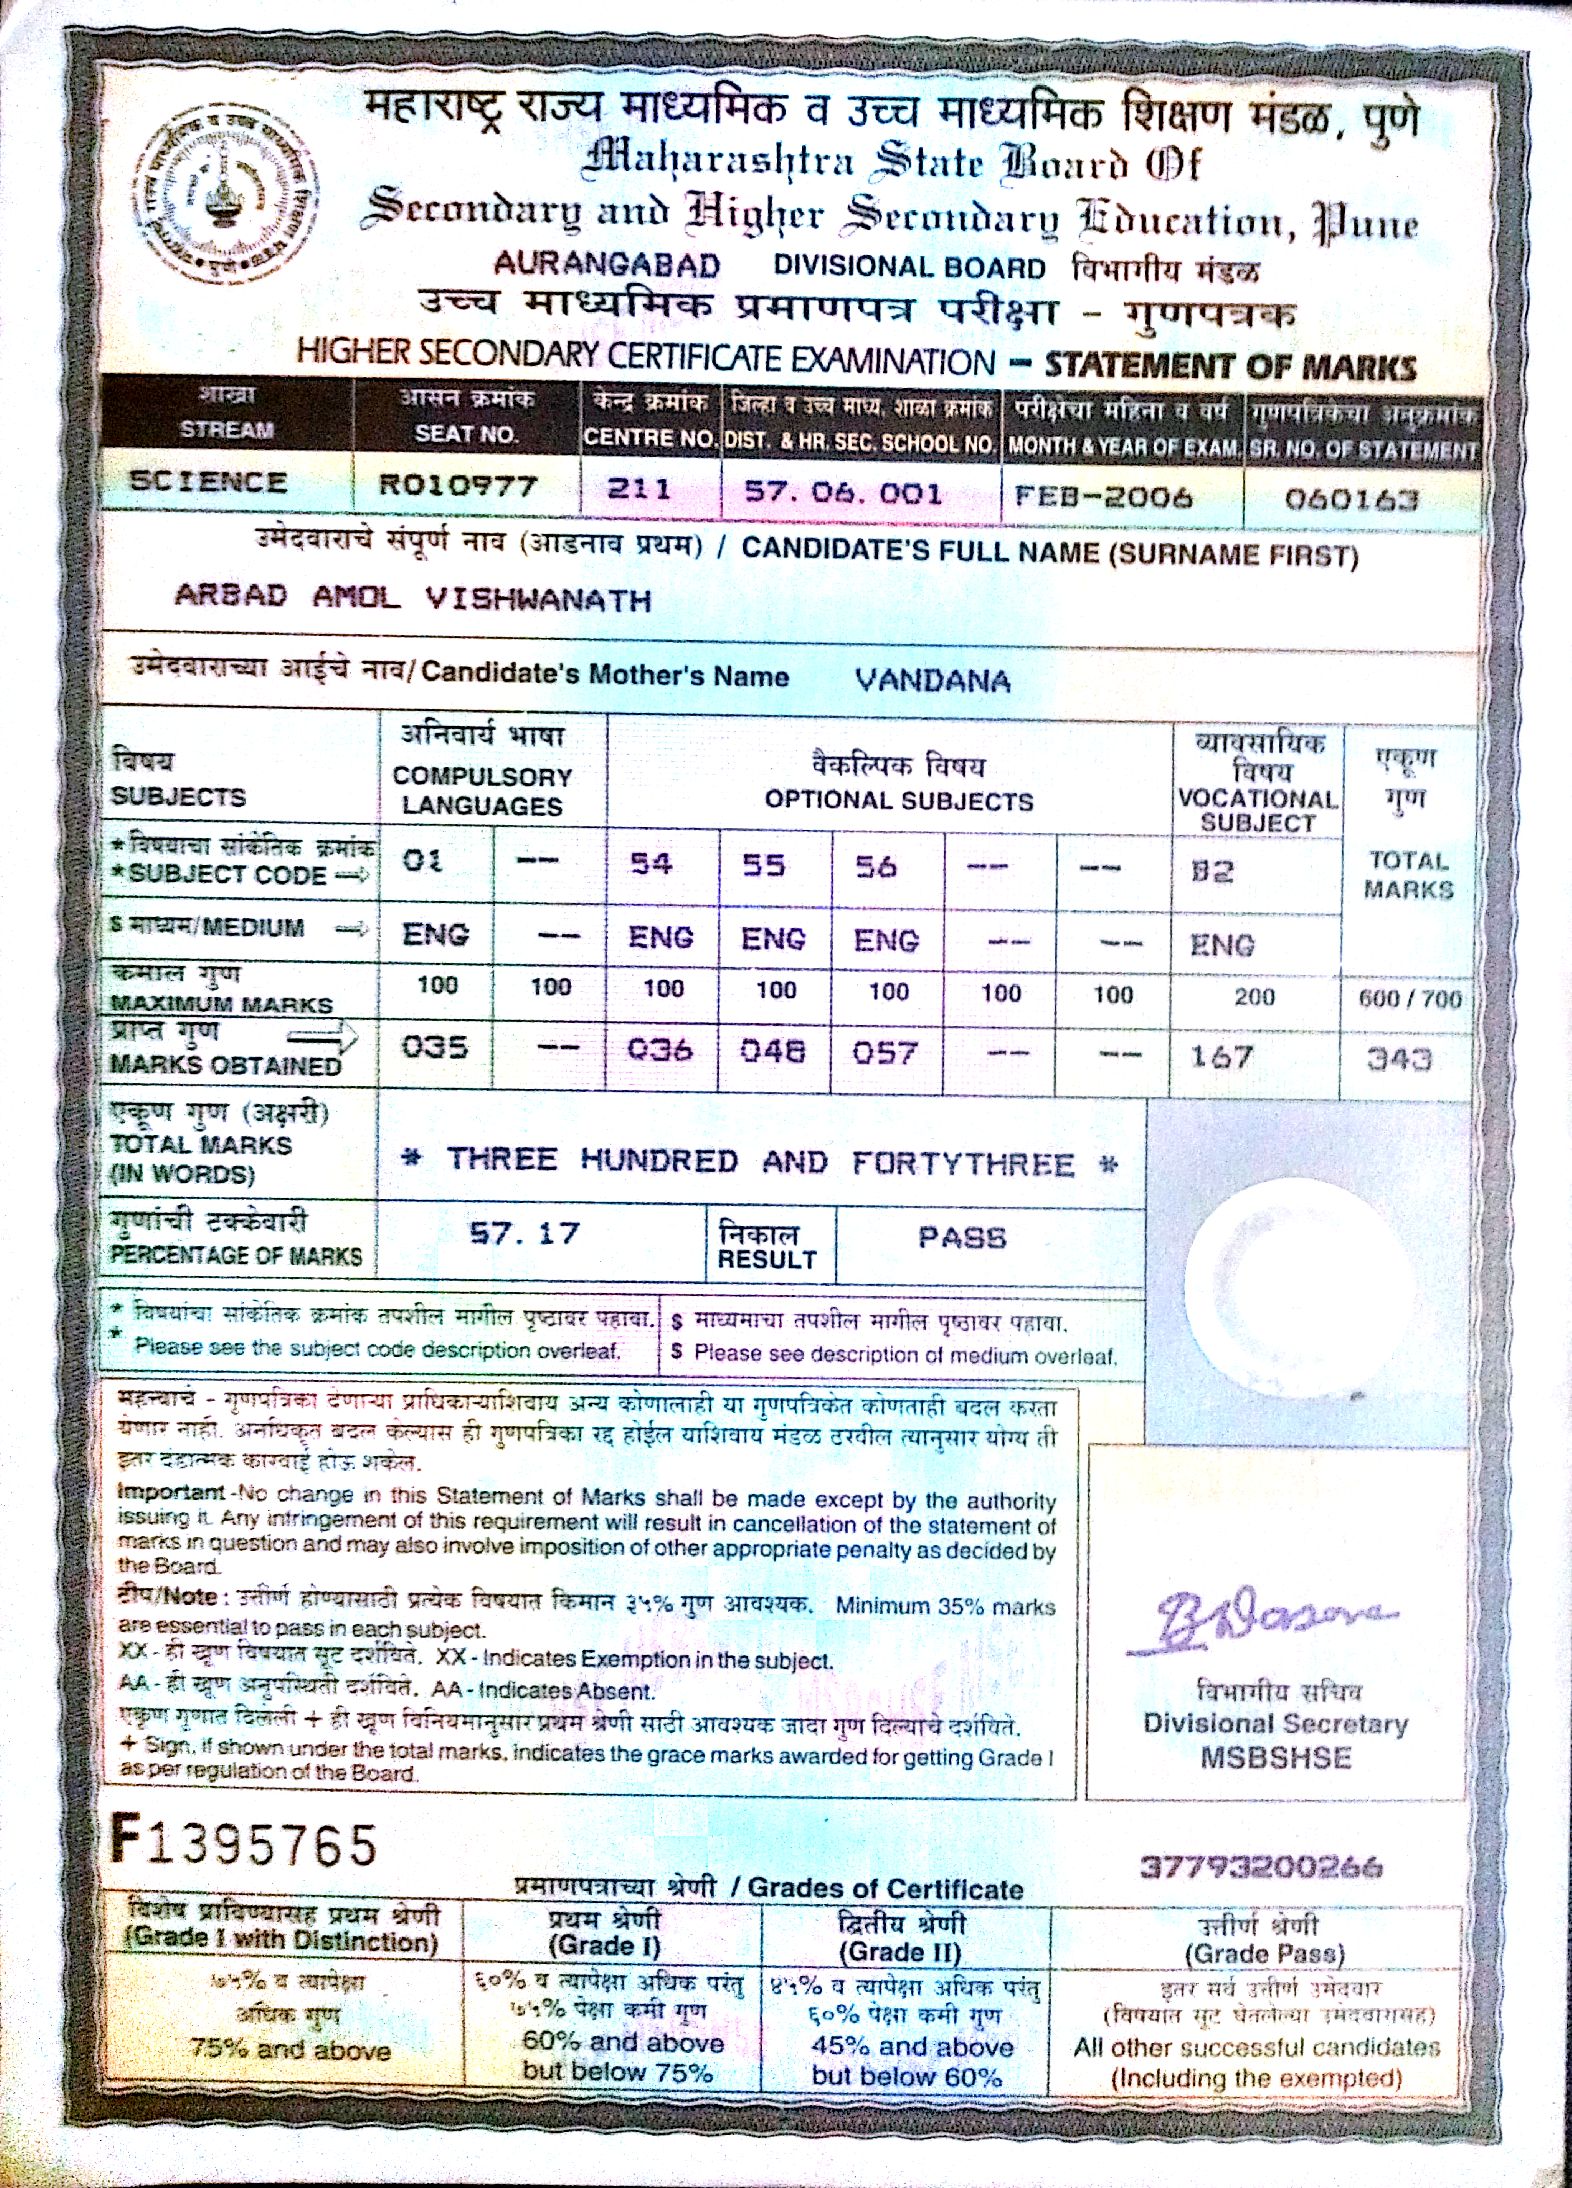 महाराष्ट्र राज्य माध्यमिक व उच्च माध्यमिक शिक्षण मंडळ, पुणे
Maharashtra State Board Of
Secondary and Higher Secondary Education, Pune
AURANGABAD DIVISIONAL BOARD विभागीय मंडळ
उच्च माध्यमिक प्रमाणपत्र परीक्षा - गुणपत्रक
HIGHER SECONDARY CERTIFICATE EXAMINATION – STATEMENT OF MARKS
शाखा आसन क्रमांक केन्द्र क्रमांक जिल्हा व उच्च माध्य. शाळा क्रमांक परीक्षेचा महिना व वर्ष गुणपत्रिकेचा अनुक्रमांक
STREAM SEAT NO. CENTRE NO. DIST. & HR. SEC. SCHOOL NO. MONTH & YEAR OF EXAM. SR. NO. OF STATEMENT
SCIENCE R010977 211 57.06.001 FEB-2006 060163
उमेदवाराचे संपूर्ण नाव (आडनाव प्रथम) / CANDIDATE'S FULL NAME (SURNAME FIRST)
ARBAD AMOL VISHWANATH
उमेदवाराच्या आईचे नाव/ Candidate's Mother's Name VANDANA
विषय
SUBJECTS
अनिवार्य भाषा
COMPULSORY
LANGUAGES
वैकल्पिक विषय
OPTIONAL SUBJECTS
व्यावसायिक
विषय
VOCATIONAL
SUBJECT
एकूण
गुण
TOTAL
MARKS
* विषयाचा सांकेतिक क्रमांक
* SUBJECT CODE → 01 -- 54 55 56 -- -- B2
$ माध्यम/MEDIUM → ENG -- ENG ENG ENG -- -- ENG
कमाल गुण
MAXIMUM MARKS 100 100 100 100 100 100 100 200 600 / 700
प्राप्त गुण
MARKS OBTAINED 035 -- 036 048 057 -- -- 167 343
एकूण गुण (अक्षरी)
TOTAL MARKS
(IN WORDS)
* THREE HUNDRED AND FORTYTHREE *
गुणांची टक्केवारी
PERCENTAGE OF MARKS
57.17
निकाल
RESULT
PASS
* विषयांचा सांकेतिक क्रमांक तपशील मागील पृष्ठावर पहावा. $ माध्यमाचा तपशील मागील पृष्ठावर पहावा.
* Please see the subject code description overleaf. $ Please see description of medium overleaf.
महत्त्वाचे - गुणपत्रिका देणाऱ्या प्राधिकाऱ्याशिवाय अन्य कोणालाही या गुणपत्रिकेत कोणताही बदल करता
येणार नाही. अनधिकृत बदल केल्यास ही गुणपत्रिका रद्द होईल याशिवाय मंडळ ठरवील त्यानुसार योग्य ती
इतर दंडात्मक कारवाई होऊ शकेल.
Important -No change in this Statement of Marks shall be made except by the authority
issuing it. Any infringement of this requirement will result in cancellation of the statement of
marks in question and may also involve imposition of other appropriate penalty as decided by
the Board.
टीप/Note : उत्तीर्ण होण्यासाठी प्रत्येक विषयात किमान ३५% गुण आवश्यक. Minimum 35% marks
are essential to pass in each subject.
XX - ही खूण विषयात सूट दर्शविते. XX - Indicates Exemption in the subject.
AA - ही खूण अनुपस्थिती दर्शविते. AA - Indicates Absent.
एकूण गुणात दिलेली + ही खूण विनियमानुसार प्रथम श्रेणी साठी आवश्यक जादा गुण दिल्याचे दर्शविते.
+ Sign, if shown under the total marks, indicates the grace marks awarded for getting Grade I
as per regulation of the Board.
विभागीय सचिव
Divisional Secretary
MSBSHSE
F1395765
37793200266
प्रमाणपत्राच्या श्रेणी / Grades of Certificate
विशेष प्राविण्यासह प्रथम श्रेणी प्रथम श्रेणी द्वितीय श्रेणी उत्तीर्ण श्रेणी
(Grade I with Distinction) (Grade I) (Grade II) (Grade Pass)
७५% व त्यापेक्षा ६०% व त्यापेक्षा अधिक परंतु ४५% व त्यापेक्षा अधिक परंतु इतर सर्व उत्तीर्ण उमेदवार
अधिक गुण ७५% पेक्षा कमी गुण ६०% पेक्षा कमी गुण (विषयात सूट घेतलेल्या उमेदवारासह)
75% and above 60% and above 45% and above All other successful candidates
but below 75% but below 60% (Including the exempted)